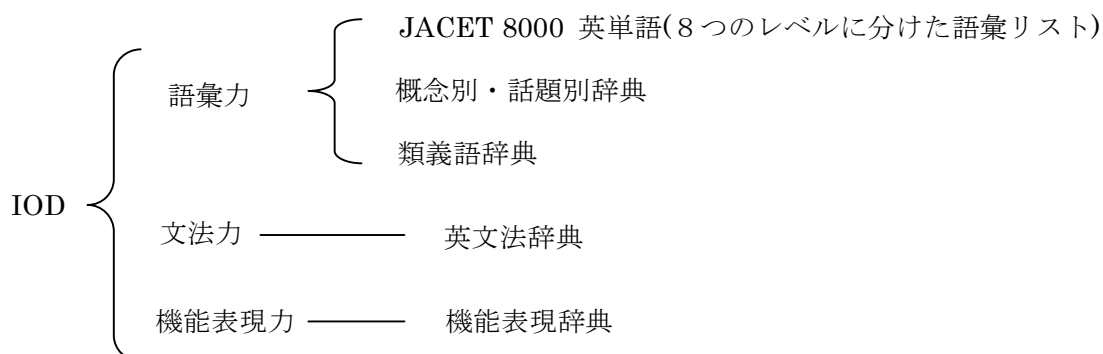 JACET 8000 英単語(８つのレベルに分けた語彙リスト)
語彙力
概念別・話題別辞典
類義語辞典
IOD
文法力
英文法辞典
機能表現力
機能表現辞典